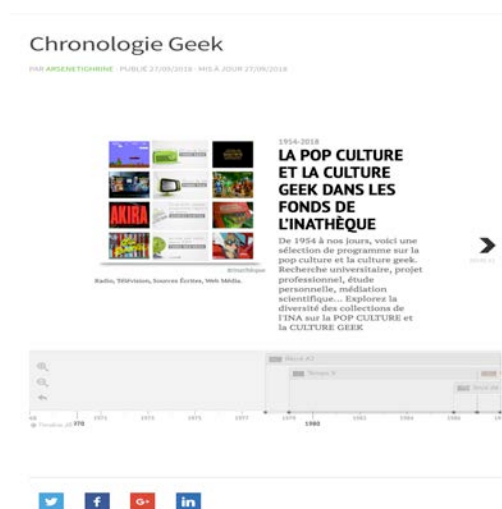 Chronologie Geek
PAR ARSENETIGHRINE · PUBLIÉ 27/09/2018 · MIS À JOUR 27/09/2018
1954-2018
LA POP CULTURE
ET LA CULTURE
GEEK DANS LES
FONDS DE
L'INATHÈQUE
De 1954 à nos jours, voici une
sélection de programme sur la
pop culture et la culture geek.
Recherche universitaire, projet
professionnel, étude
personnelle, médiation
scientifique... Explorez la
diversité des collections de
l'INA sur la POP CULTURE et
la CULTURE GEEK
AKIRA
#inathèque
Radio, Télévision, Sources Écrites, Web Média.
Temps X
1980
G+
in